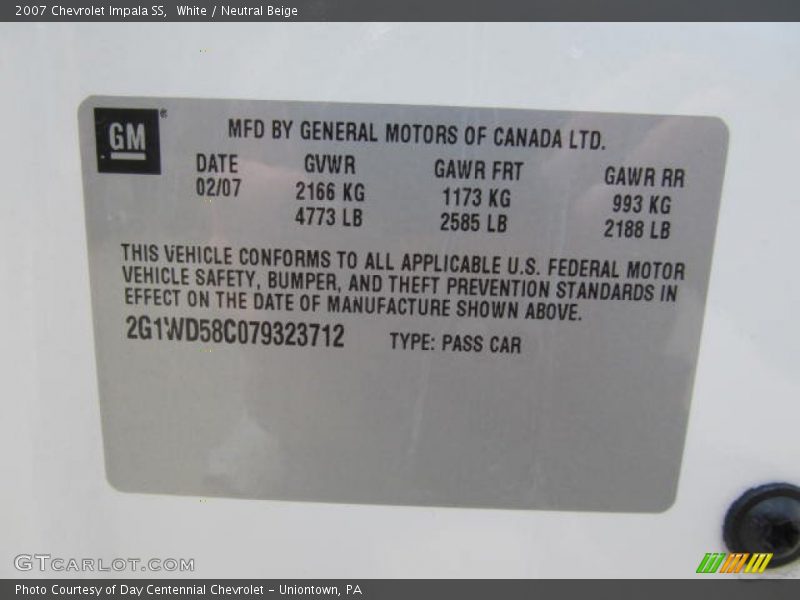 2007 Chevrolet Impala SS, White / Neutral Beige
GM®
MFD BY GENERAL MOTORS OF CANADA LTD.
DATE GVWR GAWR FRT GAWR RR
02/07 2166 KG 1173 KG 993 KG
4773 LB 2585 LB 2188 LB
THIS VEHICLE CONFORMS TO ALL APPLICABLE U.S. FEDERAL MOTOR
VEHICLE SAFETY, BUMPER, AND THEFT PREVENTION STANDARDS IN
EFFECT ON THE DATE OF MANUFACTURE SHOWN ABOVE.
2G1WD58C079323712 TYPE: PASS CAR
GTCARLOT.COM
Photo Courtesy of Day Centennial Chevrolet - Uniontown, PA